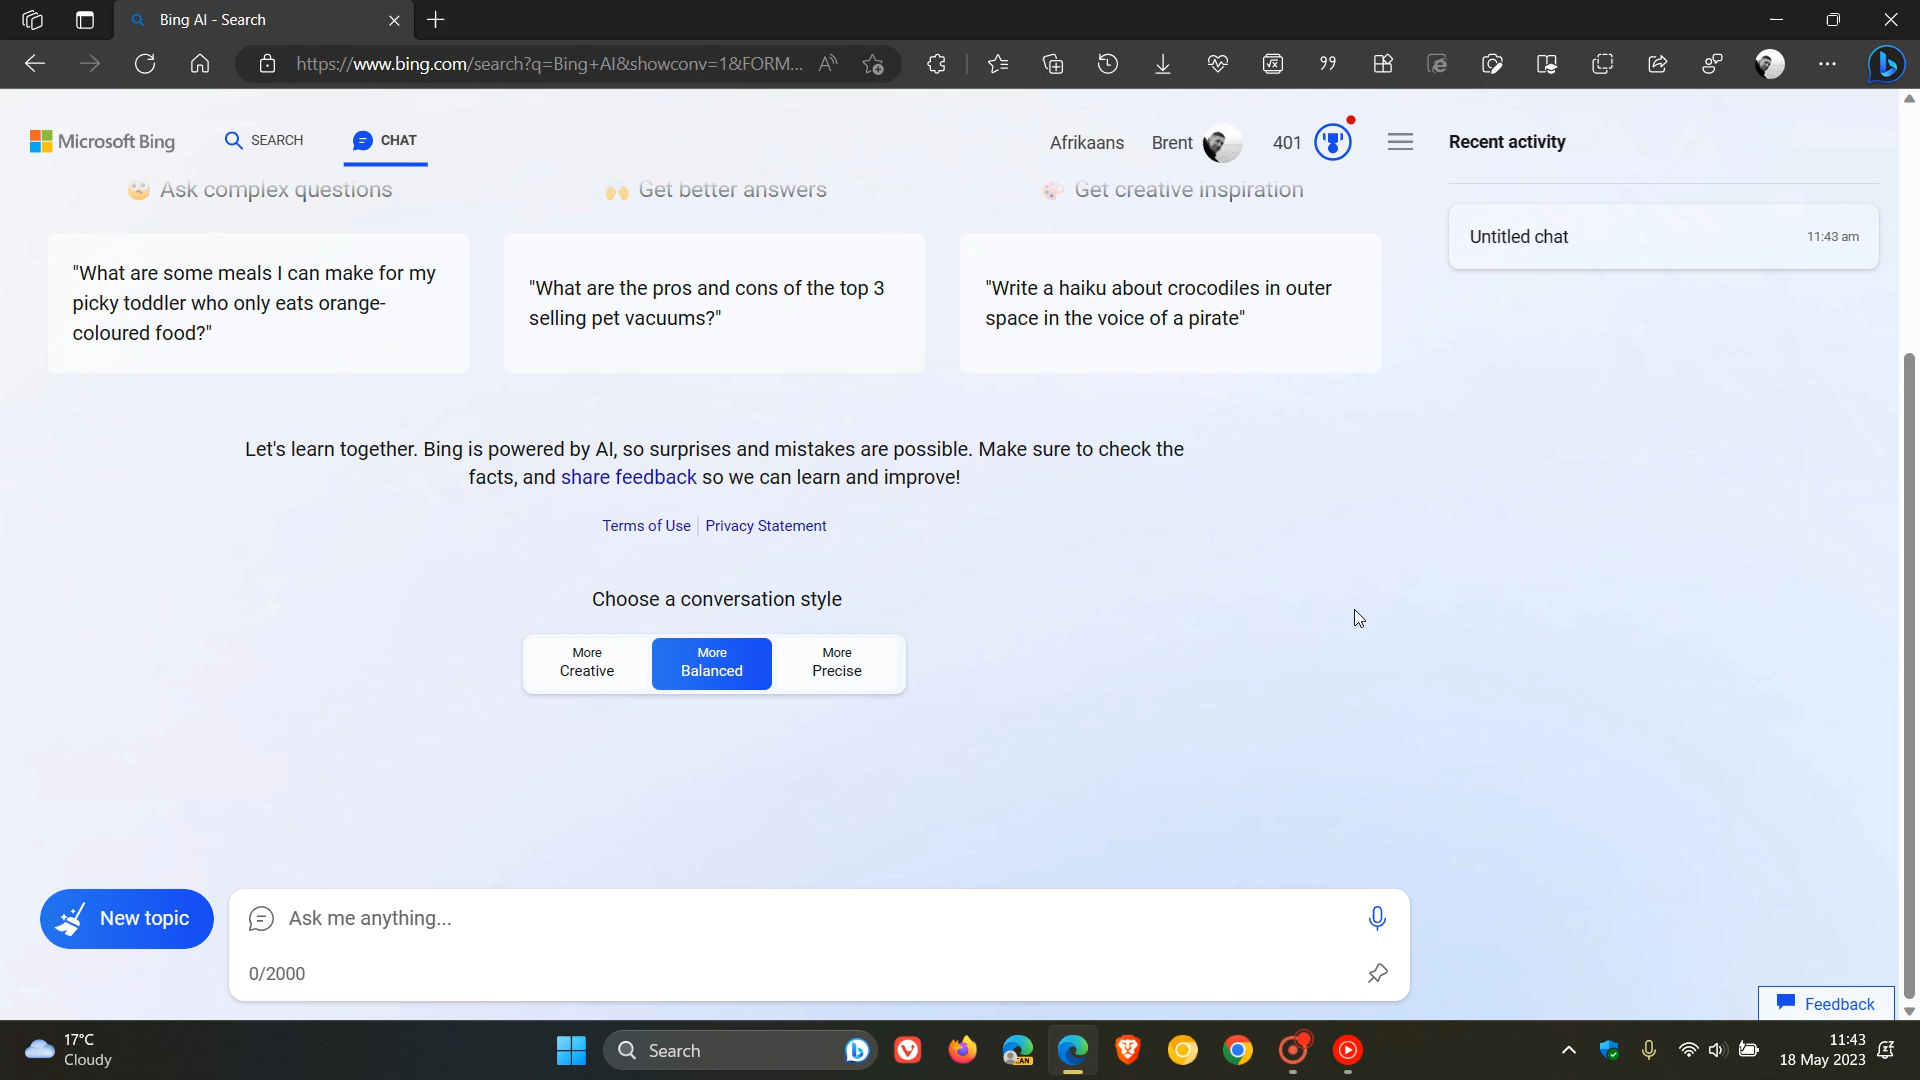 Bing AI - Search
https://www.bing.com/search?q=Bing+AI&showconv=1&FORM...
Microsoft Bing
SEARCH
CHAT
Afrikaans
Brent
401
Recent activity
Ask complex questions
Get better answers
Get creative inspiration
"What are some meals I can make for my
picky toddler who only eats orange-
coloured food?"
"What are the pros and cons of the top 3
selling pet vacuums?"
"Write a haiku about crocodiles in outer
space in the voice of a pirate"
Untitled chat
11:43 am
Let's learn together. Bing is powered by AI, so surprises and mistakes are possible. Make sure to check the
facts, and share feedback so we can learn and improve!
Terms of Use
Privacy Statement
Choose a conversation style
More
Creative
More
Balanced
More
Precise
New topic
Ask me anything...
0/2000
Feedback
17°C
Cloudy
Search
CAN
11:43
18 May 2023